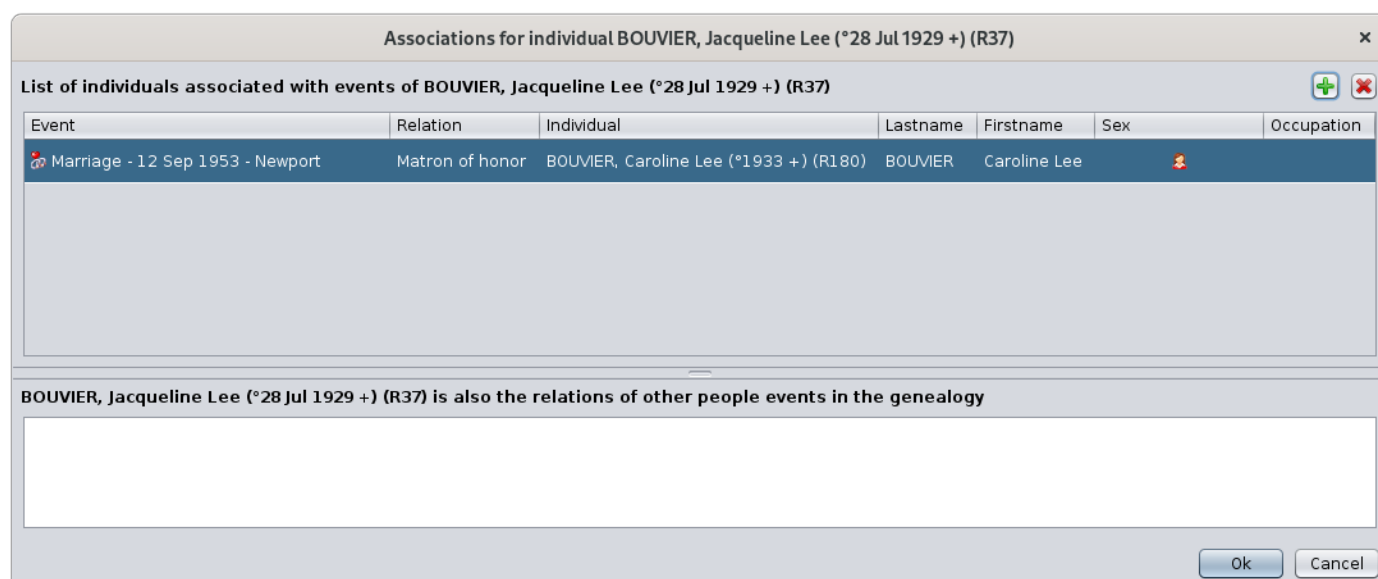 Associations for individual BOUVIER, Jacqueline Lee (°28 Jul 1929 +) (R37)
List of individuals associated with events of BOUVIER, Jacqueline Lee (°28 Jul 1929 +) (R37)
Event Relation Individual Lastname Firstname Sex Occupation
Marriage - 12 Sep 1953 - Newport Matron of honor BOUVIER, Caroline Lee (°1933 +) (R180) BOUVIER Caroline Lee
BOUVIER, Jacqueline Lee (°28 Jul 1929 +) (R37) is also the relations of other people events in the genealogy
Ok Cancel